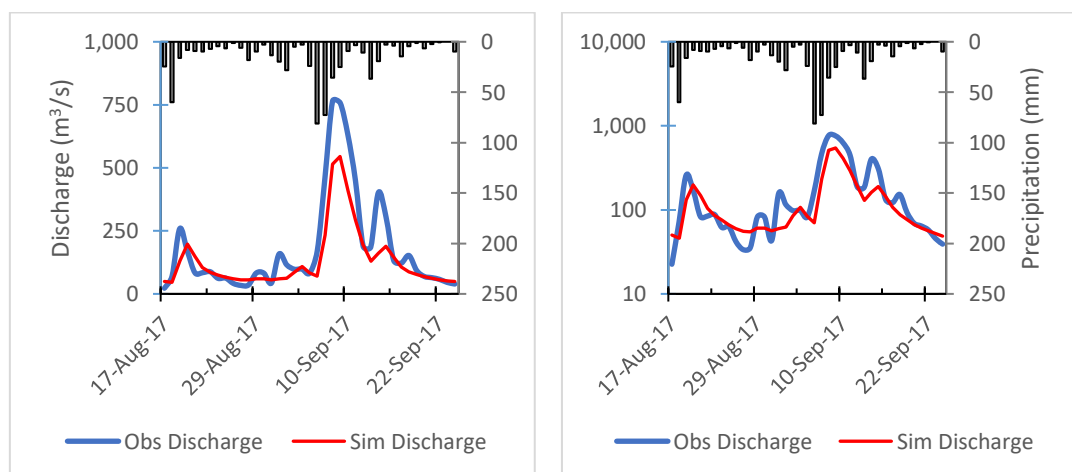 1,000
750
500
250
0
Discharge (m³/s)
0
50
100
150
200
250
17-Aug-17
29-Aug-17
10-Sep-17
22-Sep-17
Obs Discharge
Sim Discharge
10,000
1,000
100
10
0
50
100
150
200
250
Precipitation (mm)
17-Aug-17
29-Aug-17
10-Sep-17
22-Sep-17
Obs Discharge
Sim Discharge